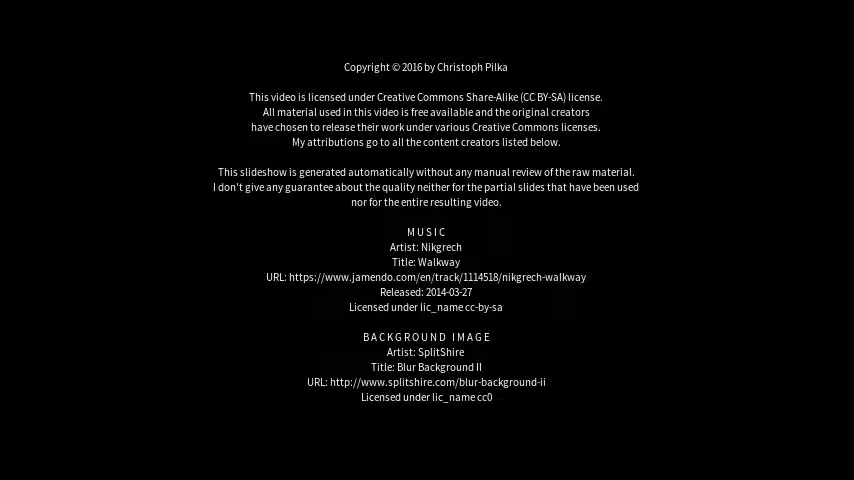 Copyright © 2016 by Christoph Pilka
This video is licensed under Creative Commons Share-Alike (CC BY-SA) license.
All material used in this video is free available and the original creators
have chosen to release their work under various Creative Commons licenses.
My attributions go to all the content creators listed below.
This slideshow is generated automatically without any manual review of the raw material.
I don't give any guarantee about the quality neither for the partial slides that have been used
nor for the entire resulting video.
MUSIC
Artist: Nikgrech
Title: Walkway
URL: https://www.jamendo.com/en/track/1114518/nikgrech-walkway
Released: 2014-03-27
Licensed under lic_name cc-by-sa
BACKGROUND IMAGE
Artist: SplitShire
Title: Blur Background II
URL: http://www.splitshire.com/blur-background-ii
Licensed under lic_name cc0